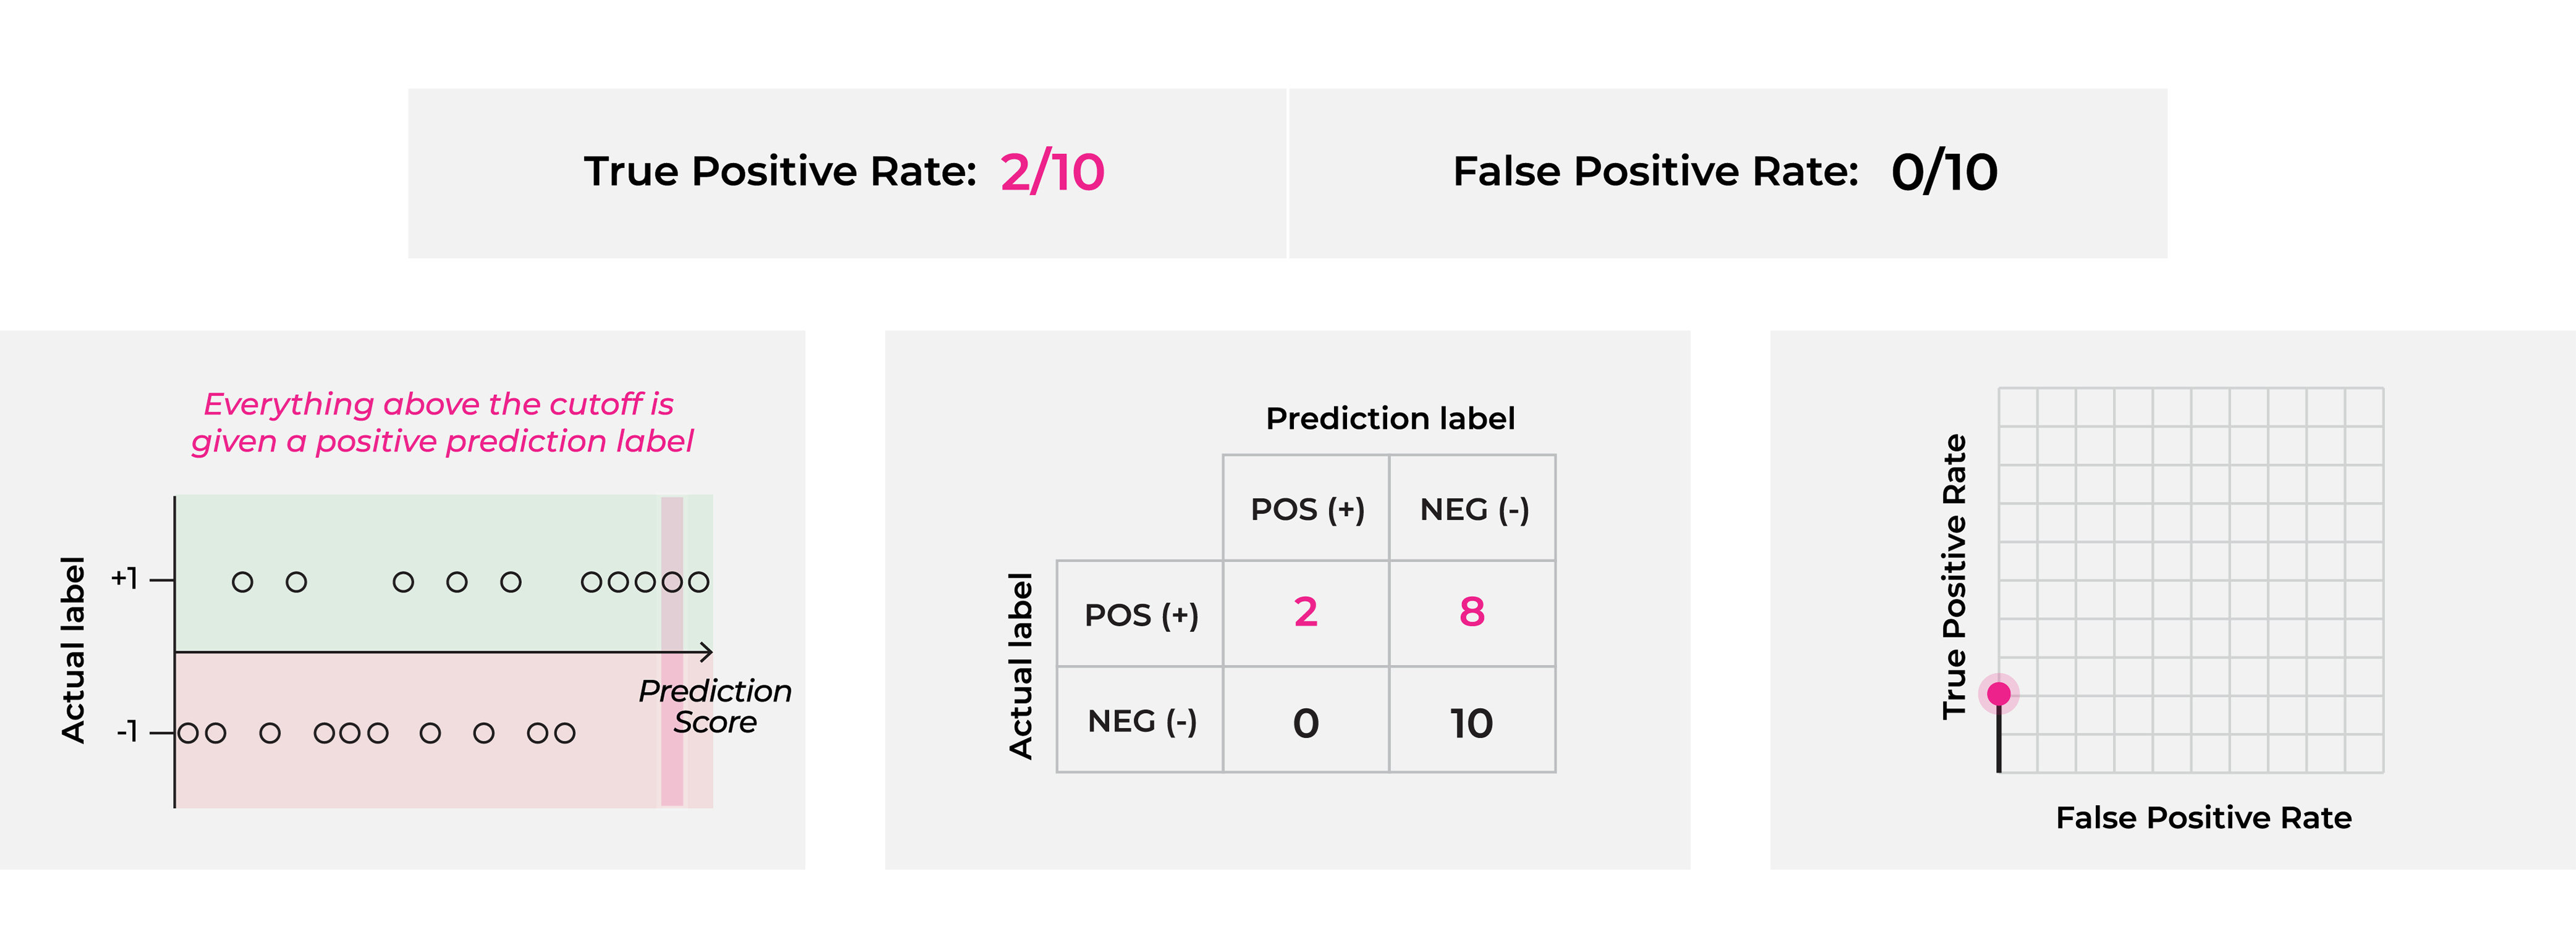 True Positive Rate: 2/10
False Positive Rate: 0/10
Everything above the cutoff is
given a positive prediction label
Actual label
+1
-1
Prediction
Score
Prediction label
POS (+)
NEG (-)
Actual label
POS (+)
2
8
NEG (-)
0
10
True Positive Rate
False Positive Rate